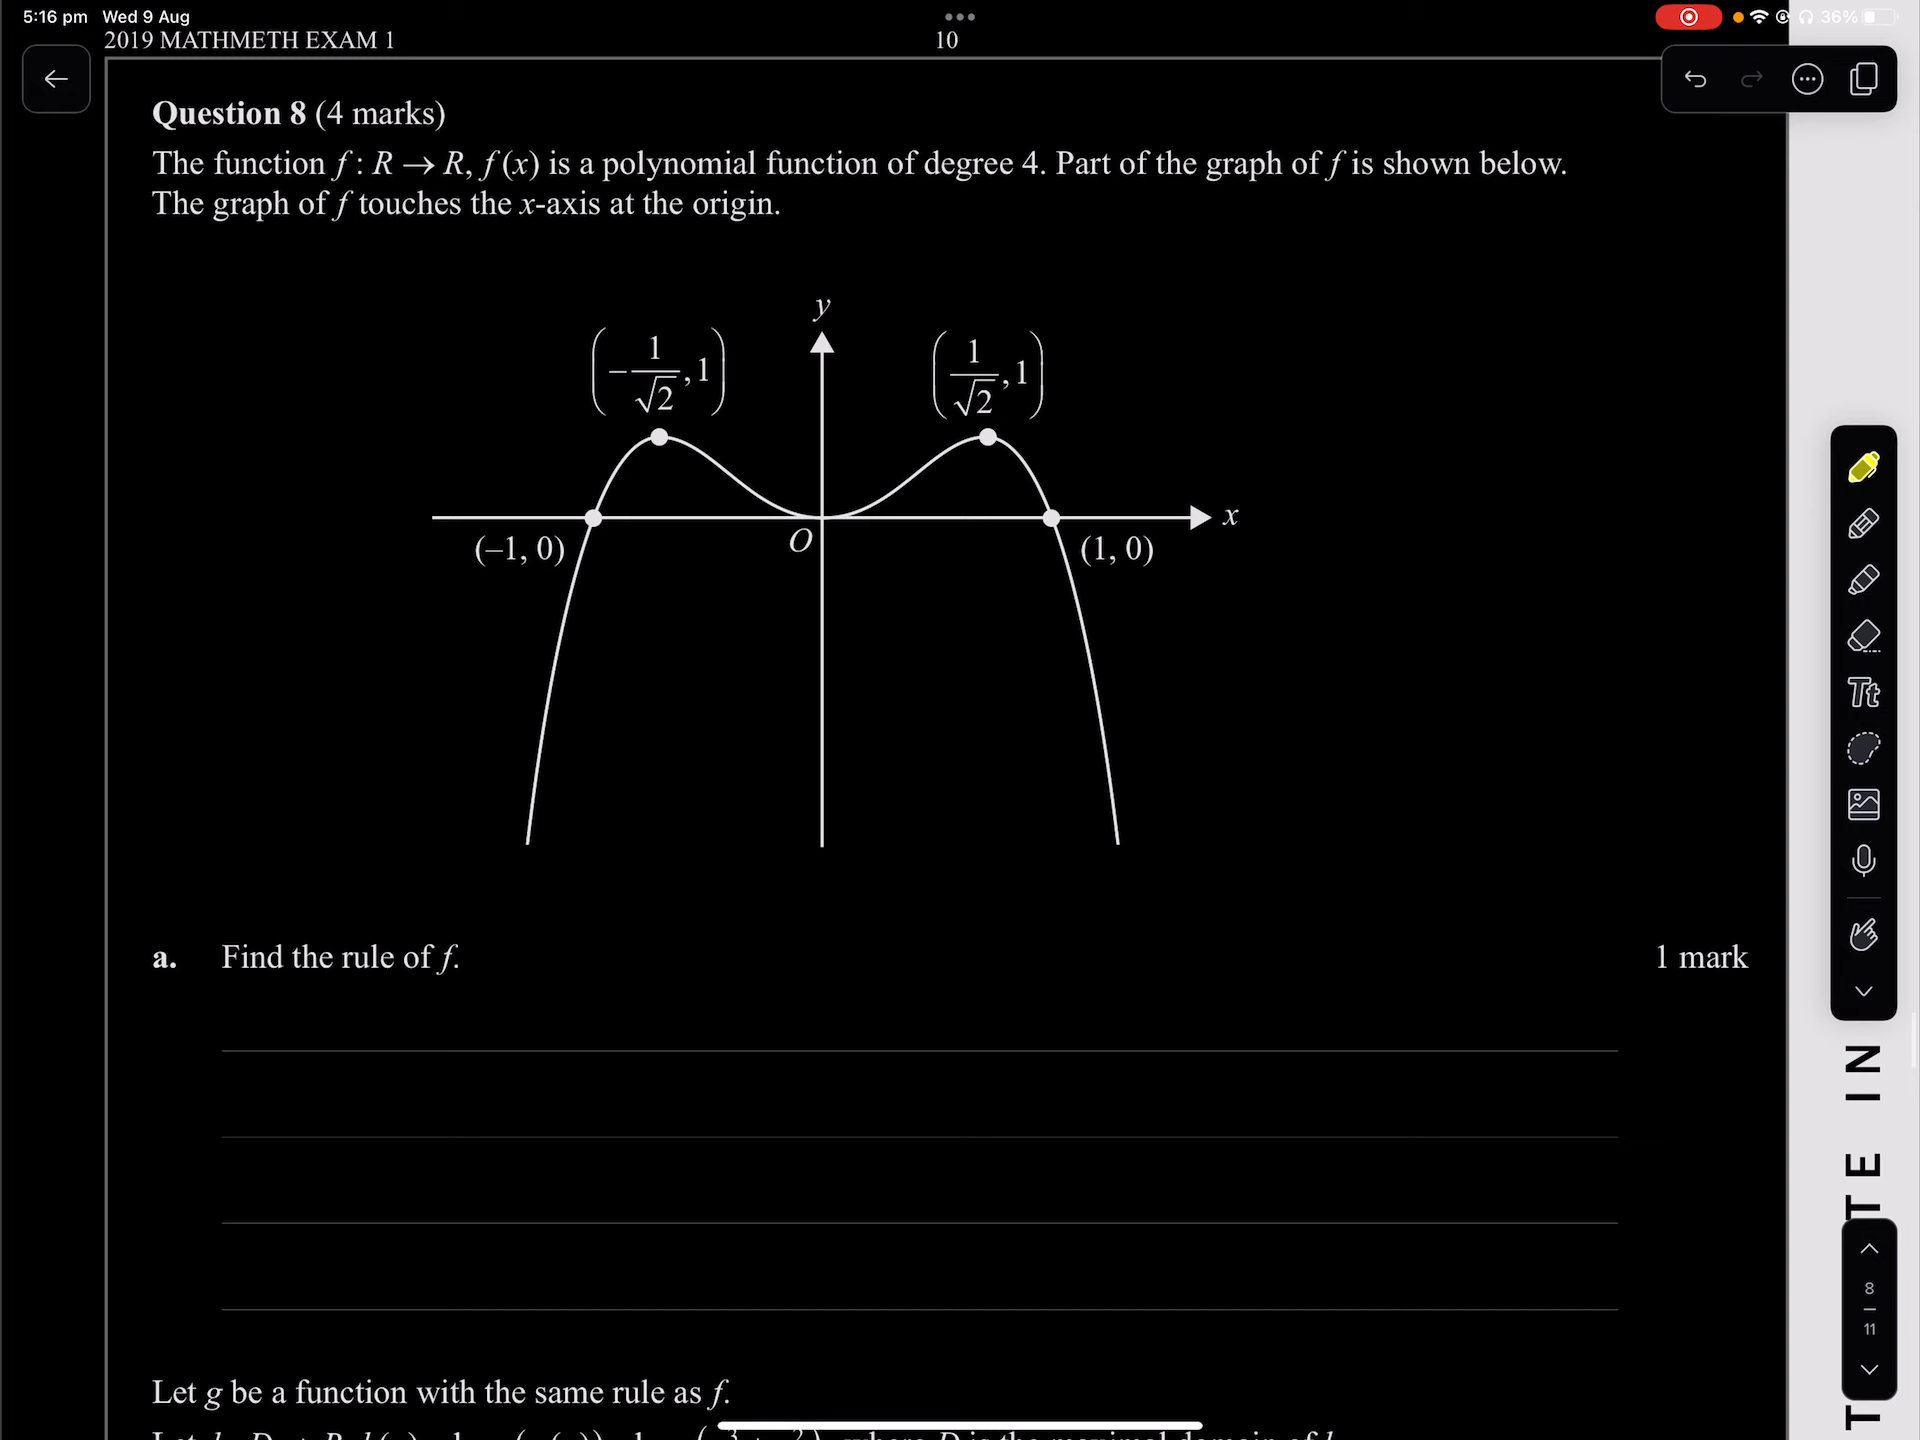 5:16 pm Wed 9 Aug
36%
2019 MATHMETH EXAM 1
10
Question 8 (4 marks)
The function f : R → R, f (x) is a polynomial function of degree 4. Part of the graph of f is shown below.
The graph of f touches the x-axis at the origin.
y
(−1/√2, 1)
(1/√2, 1)
x
(–1, 0)
O
(1, 0)
Tt
a. Find the rule of f.
1 mark
8
11
Let g be a function with the same rule as f.
IN
TE
T